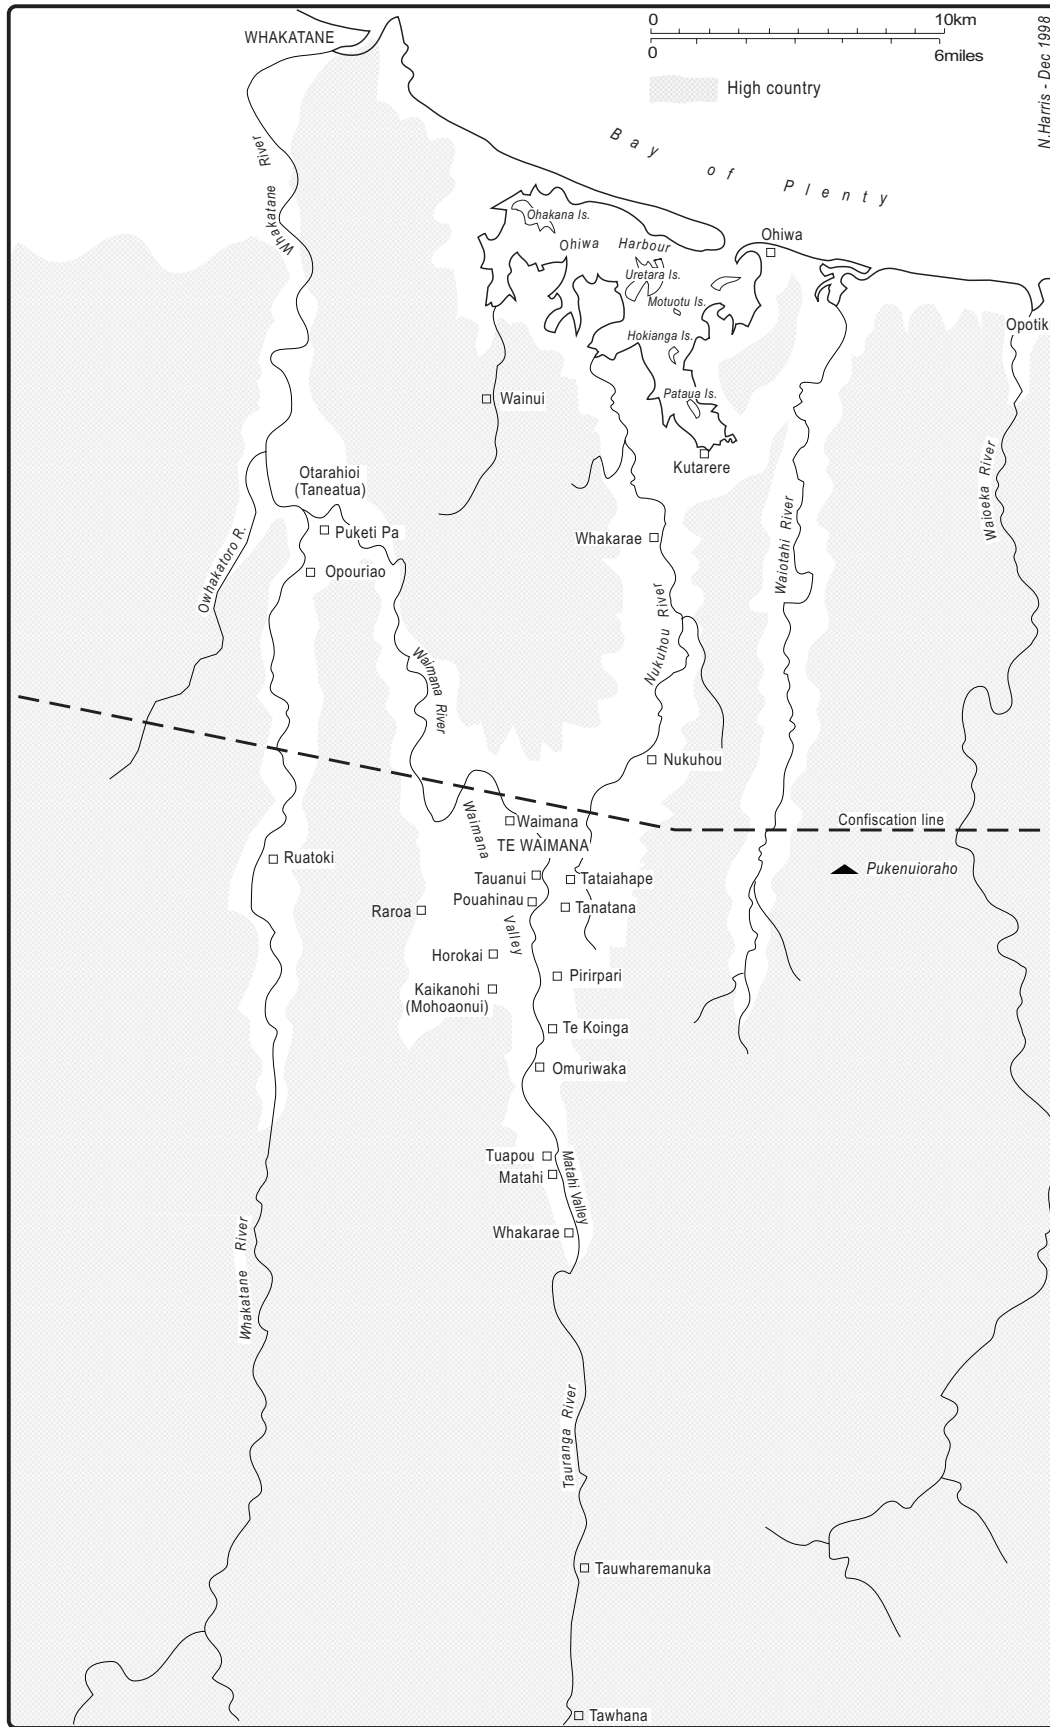 WHAKATANE
0
10km
0
6miles
High country
N.Harris - Dec 1998
Bay of Plenty
Whakatane River
Ohakana Is.
Ohiwa Harbour
Ohiwa
Uretara Is.
Motuotu Is.
Hokianga Is.
Opotik
Wainui
Pataua Is.
Kutarere
Otarahioi
(Taneatua)
Puketi Pa
Opouriao
Owhakatoro R.
Whakarae
Waiotahi River
Waioeka River
Nukuhou River
Waimana River
Nukuhou
Confiscation line
Waimana
TE WAIMANA
Waimana Valley
Pukenuioraho
Ruatoki
Tauanui
Tataiahape
Pouahinau
Tanatana
Raroa
Horokai
Pirirpari
Kaikanohi
(Mohoaonui)
Te Koinga
Omuriwaka
Tuapou
Matahi
Matahi Valley
Whakarae
Whakatane River
Tauranga River
Tauwharemanuka
Tawhana